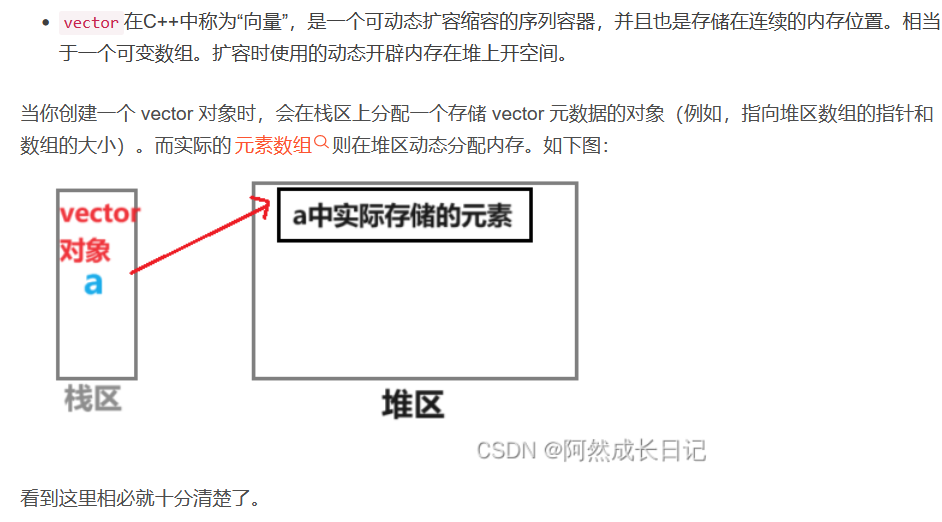 vector在C++中称为“向量”，是一个可动态扩容缩容的序列容器，并且也是存储在连续的内存位置。相当
于一个可变数组。扩容时使用的动态开辟内存在堆上开空间。
当你创建一个 vector 对象时，会在栈区上分配一个存储 vector 元数据的对象（例如，指向堆区数组的指针和
数组的大小）。而实际的元素数组则在堆区动态分配内存。如下图：
vector
对象
a
a中实际存储的元素
栈区
堆区
CSDN @阿然成长日记
看到这里相必就十分清楚了。